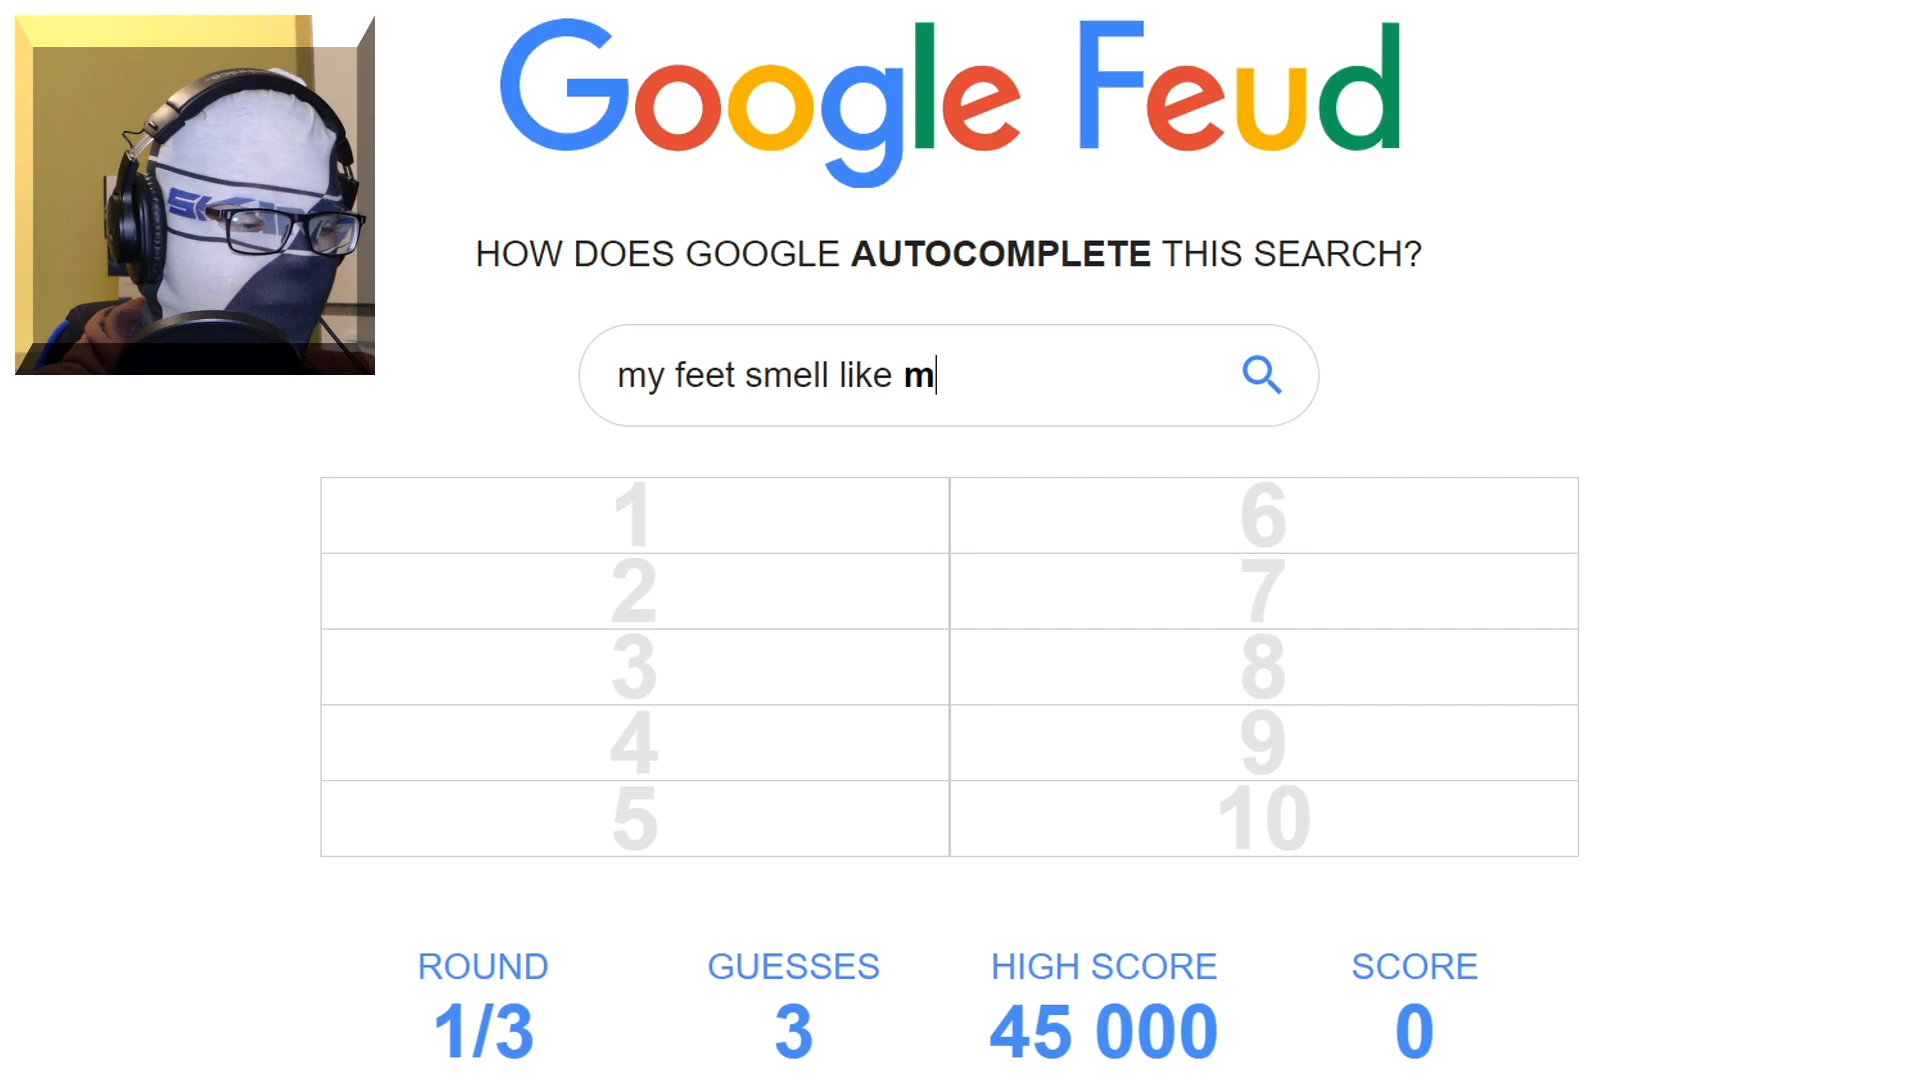 Google Feud
HOW DOES GOOGLE AUTOCOMPLETE THIS SEARCH?
my feet smell like m
1 6
2 7
3 8
4 9
5 10
ROUND GUESSES HIGH SCORE SCORE
1/3 3 45 000 0